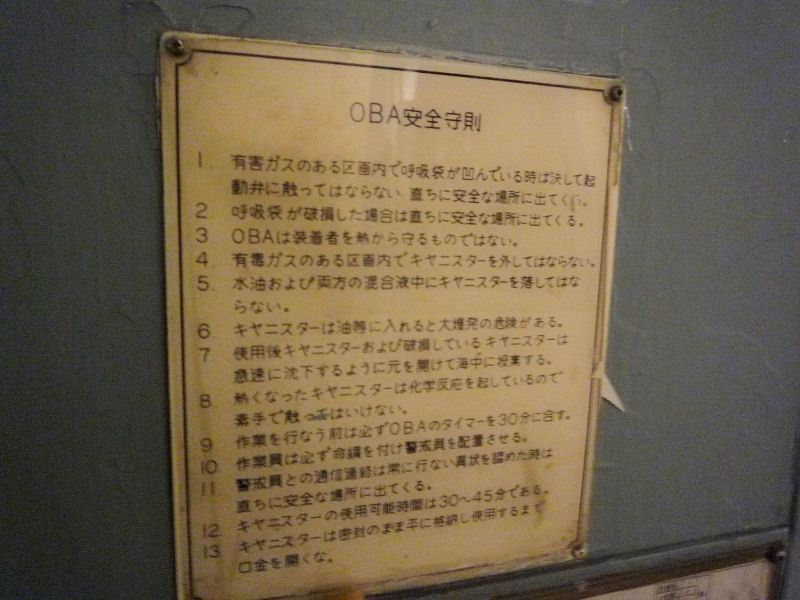 OBA安全守則
1. 有害ガスのある区画内で呼吸袋が凹んでいる時は決して起
動弁に触ってはならない、直ちに安全な場所に出てくる。
2. 呼吸袋が破損した場合は直ちに安全な場所に出てくる。
3. OBAは装着者を熱から守るものではない。
4. 有毒ガスのある区画内でキヤニスターを外してはならない。
5. 水油および両方の混合液中にキヤニスターを落してはな
らない。
6 キヤニスターは油等に入れると大爆発の危険がある。
7 使用後キヤニスターおよび破損しているキヤニスターは
急速に沈下するように元を開けて海中に投棄する。
8. 熱くなったキヤニスターは化学反応を起しているので
素手で触ってはいけない。
9 作業を行なう前は必ずOBAのタイマーを30分に合す。
10 作業員は必ず命綱を付け警戒員を配置させる。
11 警戒員との通信連絡は常に行ない異状を認めた時は
直ちに安全な場所に出てくる。
12. キヤニスターの使用可能時間は30〜45分である。
13 キヤニスターは密封のまま平に格納し使用するまで
口金を開くな。